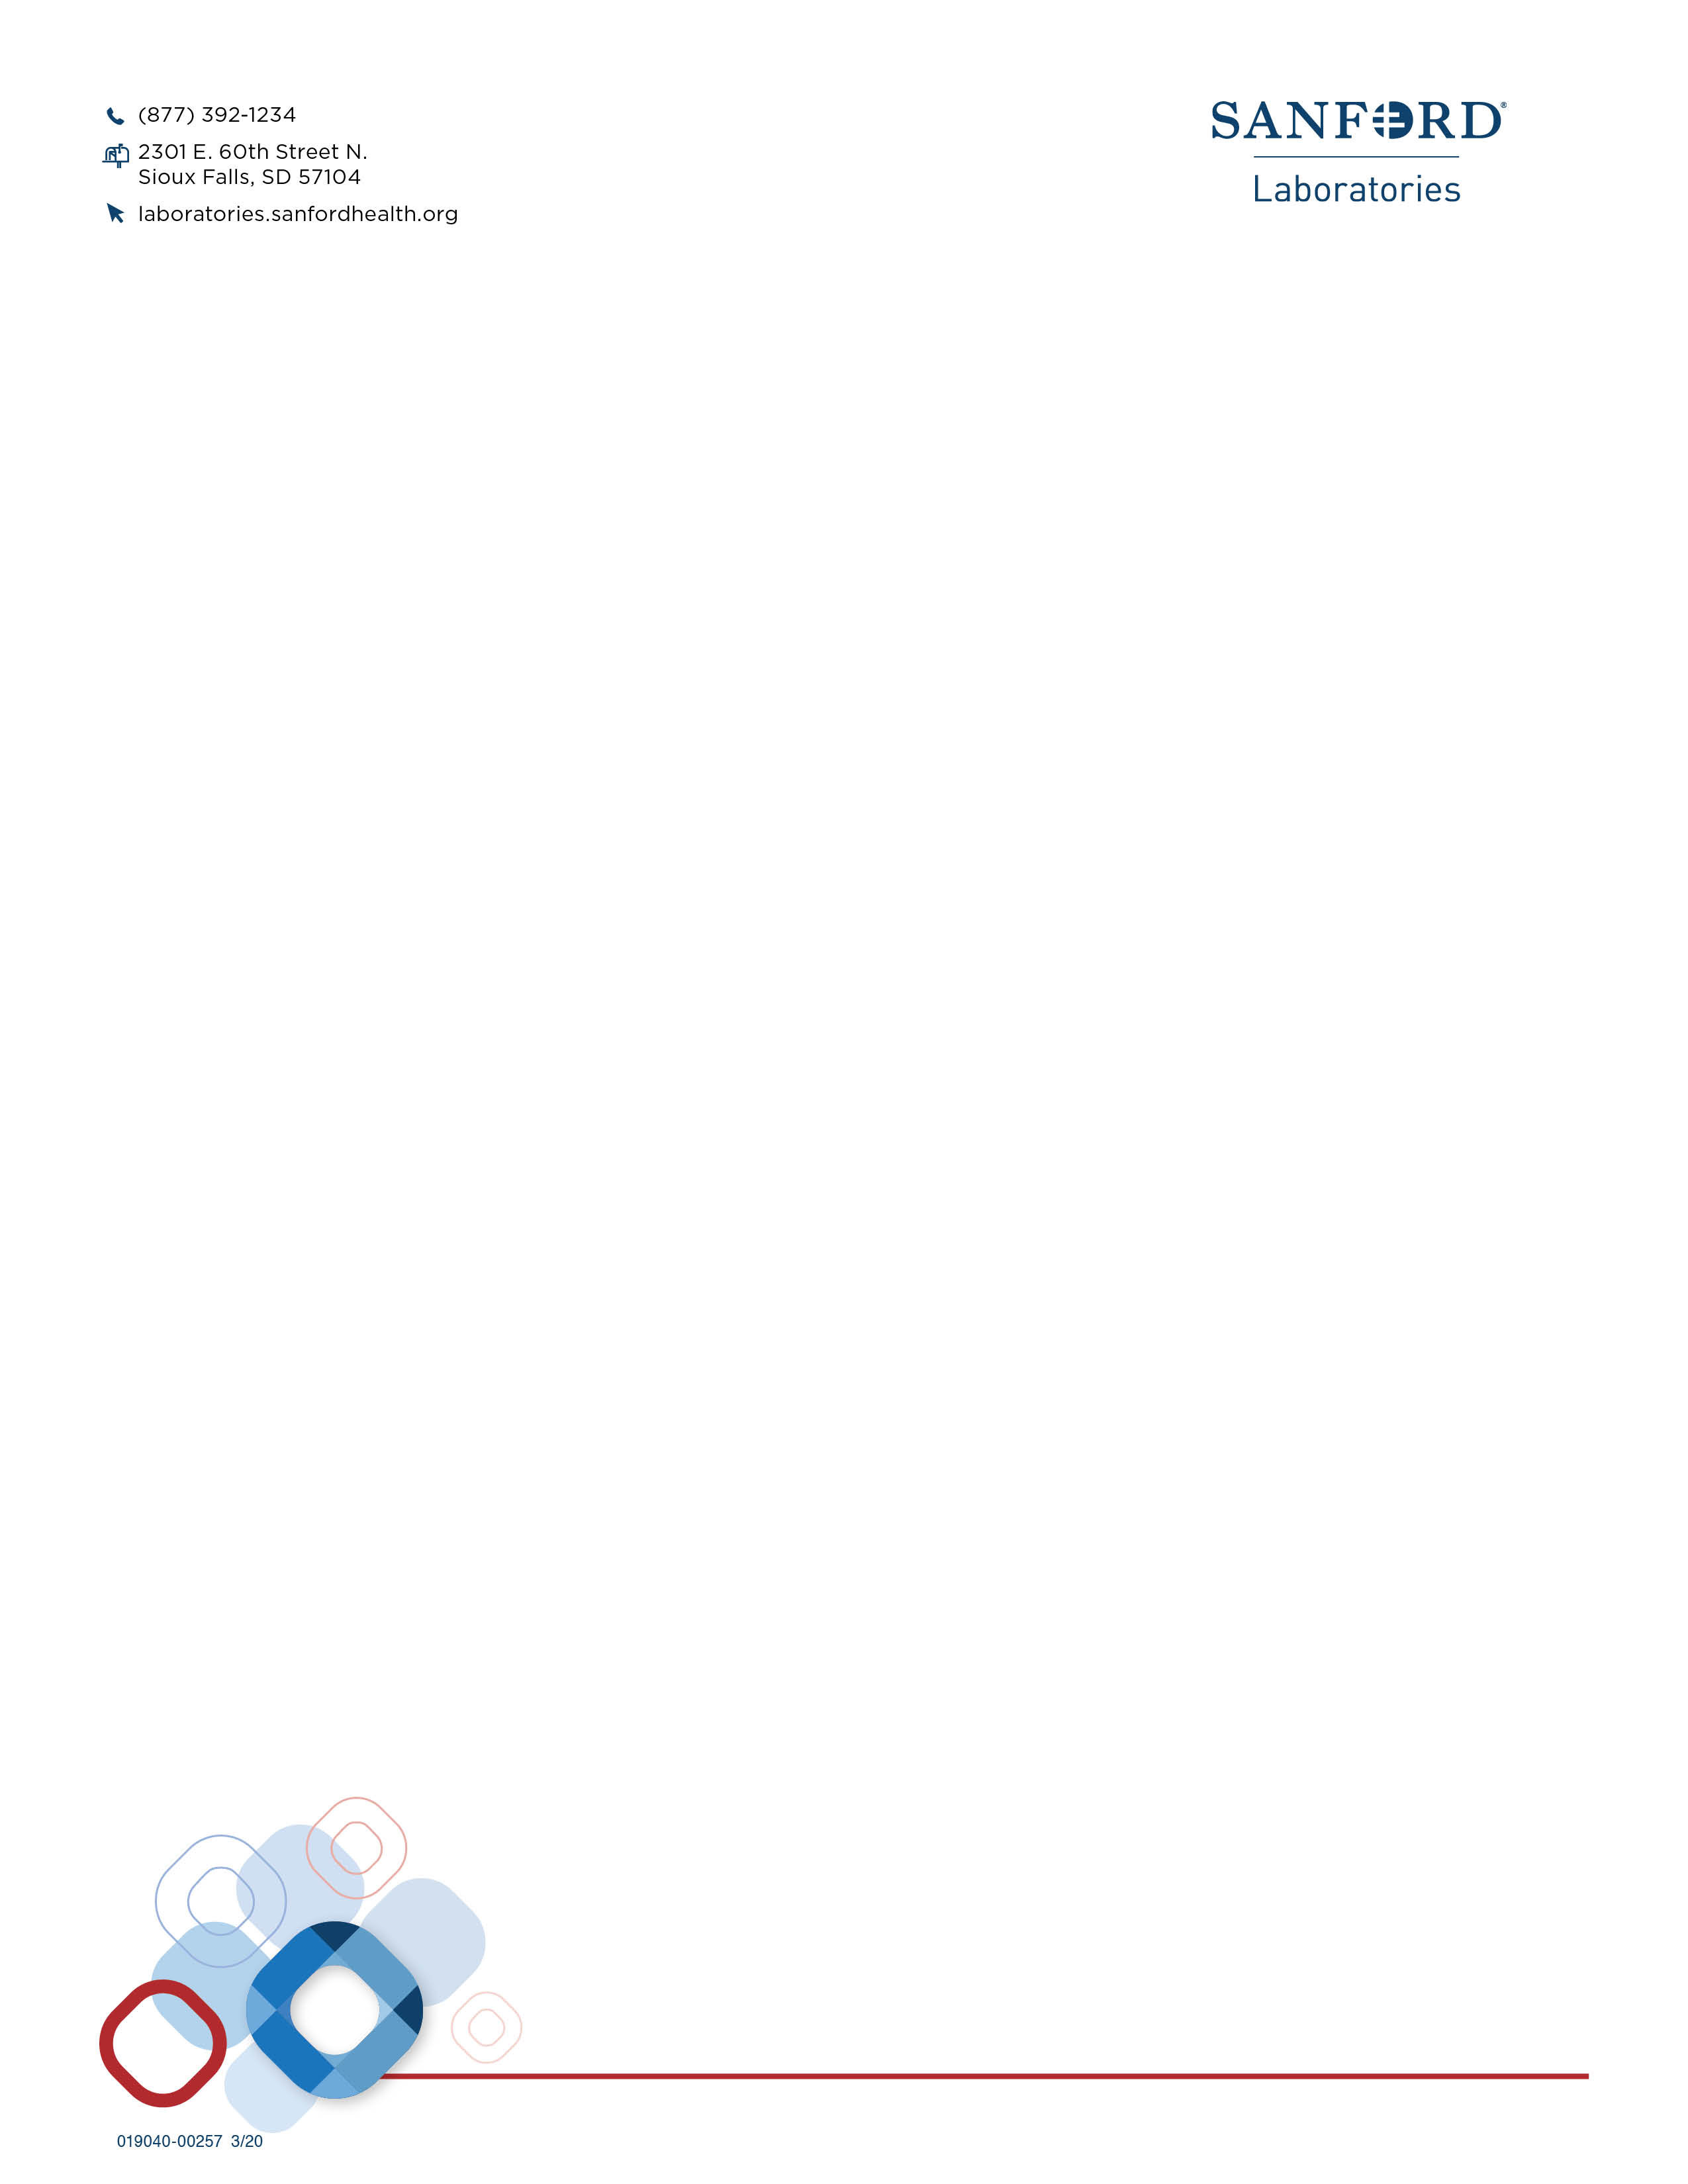 (877) 392-1234
2301 E. 60th Street N.
Sioux Falls, SD 57104
laboratories.sanfordhealth.org
SANFORD®
Laboratories
019040-00257 3/20